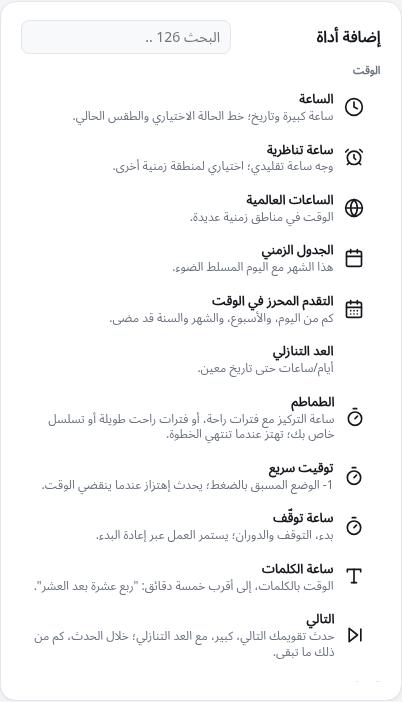 إضافة أداة
البحث 126 ..
الوقت
الساعة
ساعة كبيرة وتاريخ؛ خط الحالة الاختياري والطقس الحالي.
ساعة تناظرية
وجه ساعة تقليدي؛ اختياري لمنطقة زمنية أخرى.
الساعات العالمية
الوقت في مناطق زمنية عديدة.
الجدول الزمني
هذا الشهر مع اليوم المسلط الضوء.
التقدم المحرز في الوقت
كم من اليوم، والأسبوع، والشهر والسنة قد مضى.
العد التنازلي
أيام/ساعات حتى تاريخ معين.
الطماطم
ساعة التركيز مع فترات راحة، أو فترات راحت طويلة أو تسلسل
خاص بك؛ تهتز عندما تنتهي الخطوة.
توقيت سريع
1- الوضع المسبق بالضغط؛ يحدث إهتزاز عندما ينقضي الوقت.
ساعة توقّف
بدء، التوقف والدوران؛ يستمر العمل عبر إعادة البدء.
ساعة الكلمات
الوقت بالكلمات، إلى أقرب خمسة دقائق: "ربع عشرة بعد العشر".
التالي
حدث تقويمك التالي، كبير، مع العد التنازلي؛ خلال الحدث، كم من
ذلك ما تبقى.